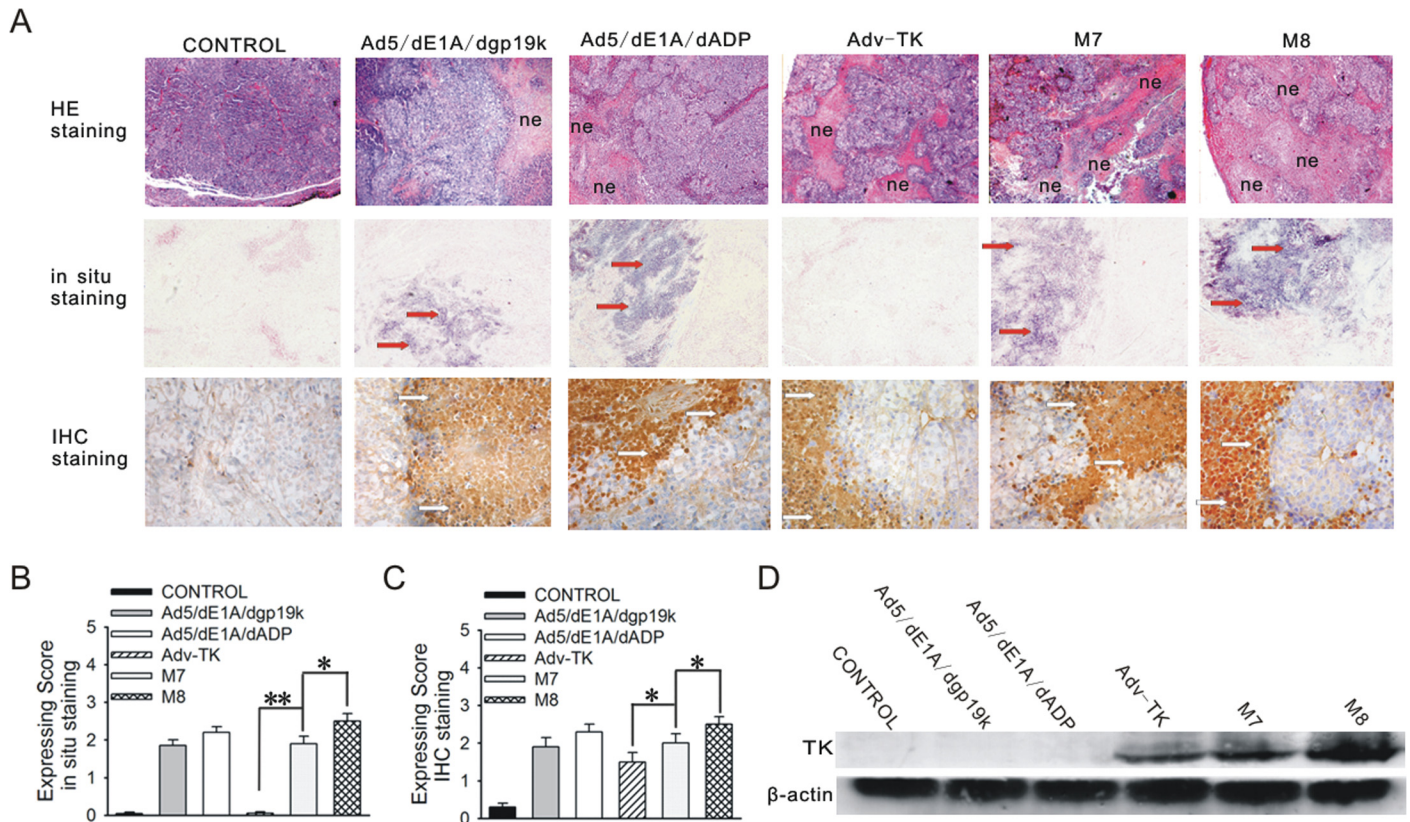 A
CONTROL
Ad5/dE1A/dgp19k
Ad5/dE1A/dADP
Adv-TK
M7
M8
HE
staining
ne
ne
ne
ne
ne
ne
ne
ne
ne
ne
ne
in situ
staining
IHC
staining
B
CONTROL
Ad5/dE1A/dgp19k
Ad5/dE1A/dADP
Adv-TK
M7
M8
Expressing Score
in situ staining
5
4
3
2
1
0
**
*
C
CONTROL
Ad5/dE1A/dgp19k
Ad5/dE1A/dADP
Adv-TK
M7
M8
Expressing Score
IHC staining
5
4
3
2
1
0
*
*
D
CONTROL
Ad5/dE1A/dgp19k
Ad5/dE1A/dADP
Adv-TK
M7
M8
TK
β-actin